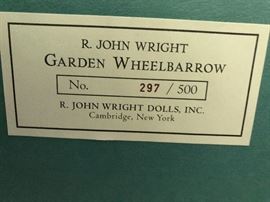 R. JOHN WRIGHT
GARDEN WHEELBARROW
No. 297 / 500
R. JOHN WRIGHT DOLLS, INC.
Cambridge, New York